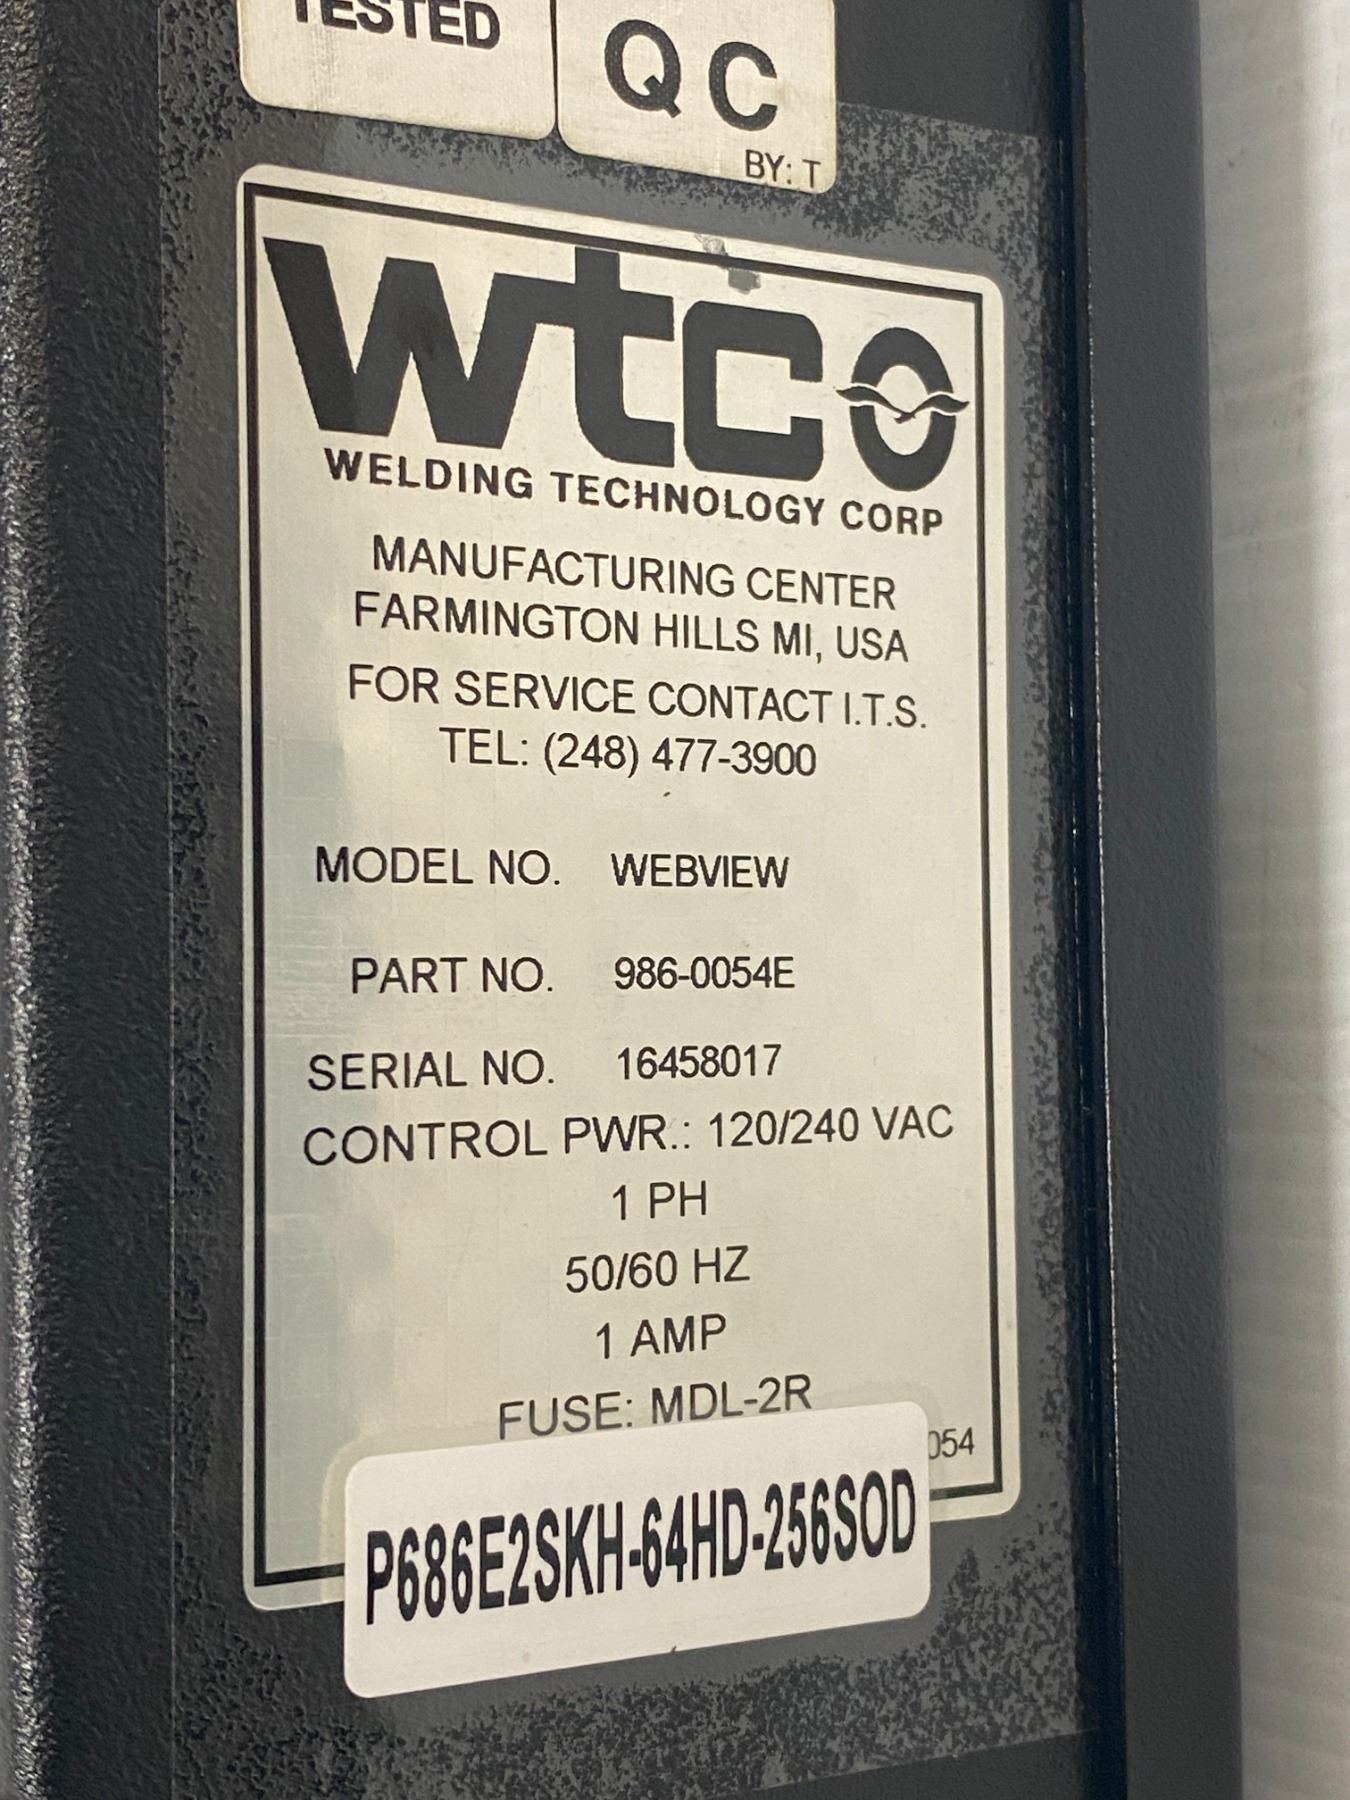 TESTED
QC
BY: T
wtc
WELDING TECHNOLOGY CORP
MANUFACTURING CENTER
FARMINGTON HILLS MI, USA
FOR SERVICE CONTACT I.T.S.
TEL: (248) 477-3900
MODEL NO. WEBVIEW
PART NO. 986-0054E
SERIAL NO. 16458017
CONTROL PWR.: 120/240 VAC
1 PH
50/60 HZ
1 AMP
FUSE: MDL-2R
054
P686E2SKH-64HD-256SOD